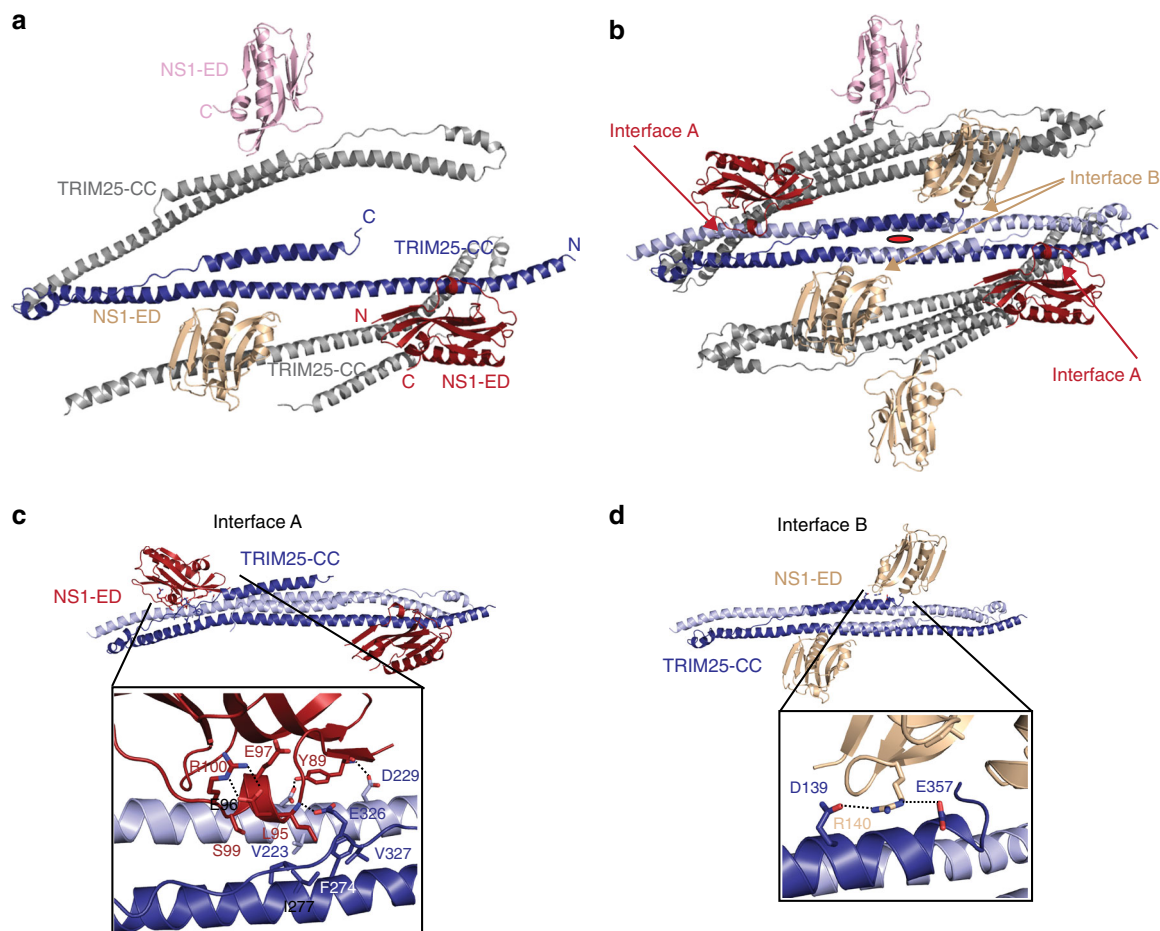 a
NS1-ED
C
TRIM25-CC
C
TRIM25-CC
N
NS1-ED
N
TRIM25-CC
C
NS1-ED
b
NS1-ED
Interface A
Interface B
Interface A
c
Interface A
TRIM25-CC
NS1-ED
E97
Y89
R100
D229
E96
E326
L95
S99
V223
V327
F274
I277
d
Interface B
NS1-ED
TRIM25-CC
D139
E357
R140